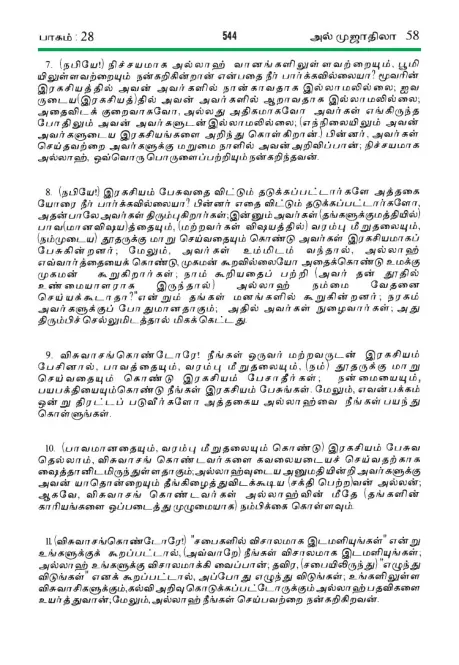 பாகம் : 28 544 அல் முஜாதிலா 58
7. (நபியே!) நிச்சயமாக அல்லாஹ் வானங்களிலுள்ளவற்றையும், பூமி
யிலுள்ளவற்றையும் நன்கறிகின்றான் என்பதை நீர் பார்க்கவில்லையா? மூவரின்
இரகசியத்தில் அவன் அவர்களில் நான்காவதாக இல்லாமலில்லை; ஐவ
ருடைய(இரகசியத்)தில் அவன் அவர்களில் ஆறாவதாக இல்லாமலில்லை;
அதைவிடக் குறைவாகவோ, அல்லது அதிகமாகவோ அவர்கள் எங்கிருந்த
போதிலும் அவன் அவர்களுடன் இல்லாமலில்லை; (எந்நிலையிலும் அவன்
அவர்களுடைய இரகசியங்களை அறிந்து கொள்கிறான்.) பின்னர், அவர்கள்
செய்தவற்றை அவர்களுக்கு மறுமை நாளில் அவன்அறிவிப்பான்; நிச்சயமாக
அல்லாஹ், ஒவ்வொரு பொருளைப்பற்றியும் நன்கறிந்தவன்.
8. (நபியே!) இரகசியம் பேசுவதை விட்டும் தடுக்கப்பட்டார்களே அத்தகை
யோரை நீர் பார்க்கவில்லையா? பின்னர் எதை விட்டும் தடுக்கப்பட்டார்களோ,
அதன்பாலே அவர்கள் திரும்புகிறார்கள்;இன்னும்அவர்கள் (தங்களுக்குமத்தியில்)
பாவ(மானவிஷய)த்தையும், (மற்றவர்கள் விஷயத்தில்) வரம்பு மீறுதலையும்,
(நம்முடைய) தூதருக்கு மாறு செய்வதையும் கொண்டு அவர்கள் இரகசியமாகப்
பேசுகின்றனர்; மேலும், அவர்கள் உம்மிடம் வந்தால், அல்லாஹ்
எவ்வார்த்தையைக் கொண்டு, முகமன் கூறவில்லையோ அதைக்கொண்டு உமக்கு
முகமன் கூறுகிறார்கள்; நாம் கூறியதைப் பற்றி (அவர் தன் தூதில்
உண்மையாளராக இருந்தால்) அல்லாஹ் நம்மை வேதனை
செய்யக்கூடாதா?"என்றும் தங்கள் மனங்களில் கூறுகின்றனர்; நரகம்
அவர்களுக்குப் போதுமானதாகும்; அதில் அவர்கள் நுழைவார்கள்; அது
திரும்பிச்செல்லுமிடத்தால் மிகக்கெட்டது.
9. விசுவாசங்கொண்டோரே! நீங்கள் ஒருவர் மற்றவருடன் இரகசியம்
பேசினால், பாவத்தையும், வரம்பு மீறுதலையும், (நம்) தூதருக்கு மாறு
செய்வதையும் கொண்டு இரகசியம் பேசாதீர்கள்; நன்மையையும்,
பயபக்தியையும்கொண்டு நீங்கள் இரகசியம் பேசுங்கள். மேலும், எவன்பக்கம்
ஒன்று திரட்டப் படுவீர்களோ அத்தகைய அல்லாஹ்வை நீங்கள்பயந்து
கொள்ளுங்கள்.
10. (பாவமானதையும், வரம்பு மீறுதலையும் கொண்டு) இரகசியம் பேசுவ
தெல்லாம், விசுவாசங் கொண்டவர்களை கவலையடையச் செய்வதற்காக
ஷைத்தானிடமிருந்துள்ளதாகும்;அல்லாஹ்வுடைய அனுமதியின்றிஅவர்களுக்கு
அவன் யாதொன்றையும் தீங்கிழைத்துவிடக்கூடிய (சக்தி பெற்ற)வன் அல்லன்;
ஆகவே, விசுவாசங் கொண்டவர்கள் அல்லாஹ்வின் மீதே (தங்களின்
காரியங்களை ஒப்படைத்து முழுமையாக) நம்பிக்கை கொள்ளவும்.
11. (விசுவாசங்கொண்டோரே!) "சபைகளில் விசாலமாக இடமளியுங்கள்" என்று
உங்களுக்குக் கூறப்பட்டால், (அவ்வாறே) நீங்கள் விசாலமாக இடமளியுங்கள்;
அல்லாஹ் உங்களுக்கு விசாலமாக்கி வைப்பான்; தவிர, (சபையிலிருந்து) "எழுந்து
விடுங்கள்" எனக் கூறப்பட்டால், அப்போது எழுந்து விடுங்கள்; உங்களிலுள்ள
விசுவாசிகளுக்கும்,கல்வி அறிவு கொடுக்கப்பட்டோருக்கும்அல்லாஹ்பதவிகளை
உயர்த்துவான்,மேலும்,அல்லாஹ் நீங்கள் செய்பவற்றை நன்கறிகிறவன்.